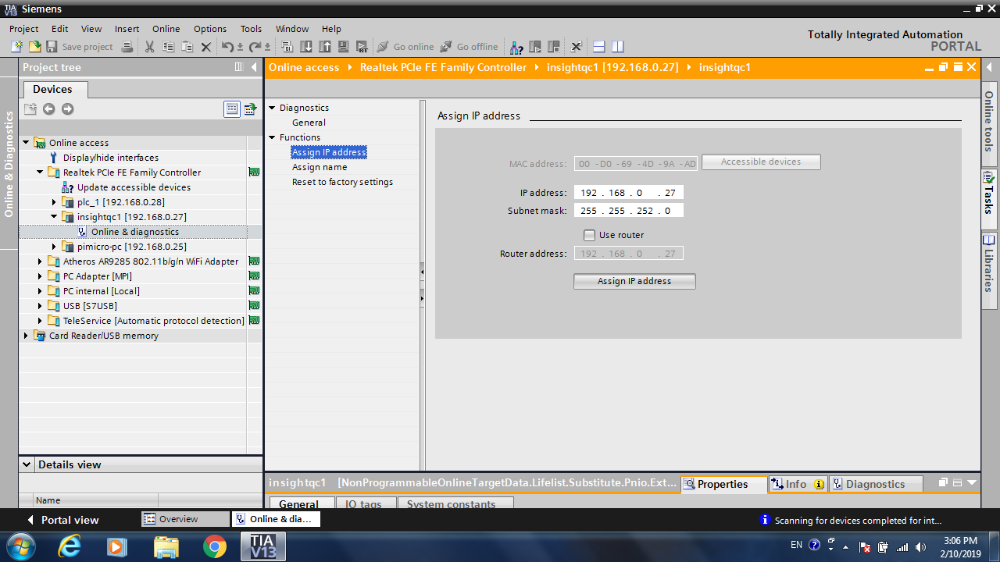 TIA V13 Siemens
Project Edit View Insert Online Options Tools Window Help
Totally Integrated Automation
PORTAL
Save project Go online Go offline
Project tree
Online access Realtek PCIe FE Family Controller insightqc1 [192.168.0.27] insightqc1
Devices
Online & Diagnostics
Online access
Display/hide interfaces
Realtek PCIe FE Family Controller
Update accessible devices
plc_1 [192.168.0.28]
insightqc1 [192.168.0.27]
Online & diagnostics
pimicro-pc [192.168.0.25]
Atheros AR9285 802.11b/g/n WiFi Adapter
PC Adapter [MPI]
PC internal [Local]
USB [S7USB]
TeleService [Automatic protocol detection]
Card Reader/USB memory
Diagnostics
General
Functions
Assign IP address
Assign name
Reset to factory settings
Assign IP address
MAC address: 00 -D0 -69 -4D -9A -AD Accessible devices
IP address: 192 . 168 . 0 . 27
Subnet mask: 255 . 255 . 252 . 0
Use router
Router address: 192 . 168 . 0 . 27
Assign IP address
Online tools
Tasks
Libraries
Details view
Name
insightqc1 [NonProgrammableOnlineTargetData.Lifelist.Substitute.Pnio.Ext... Properties Info Diagnostics
General IO tags System constants
Portal view Overview Online & dia... Scanning for devices completed for int...
TIA V13
EN
3:06 PM
2/10/2019